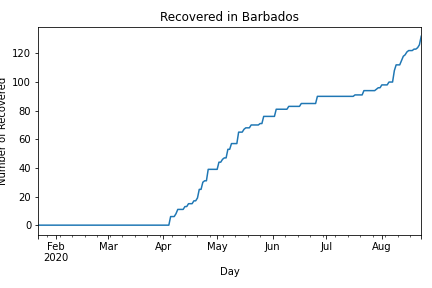 Recovered in Barbados
Number of Recovered
120
100
80
60
40
20
0
Feb
2020
Mar
Apr
May
Jun
Jul
Aug
Day